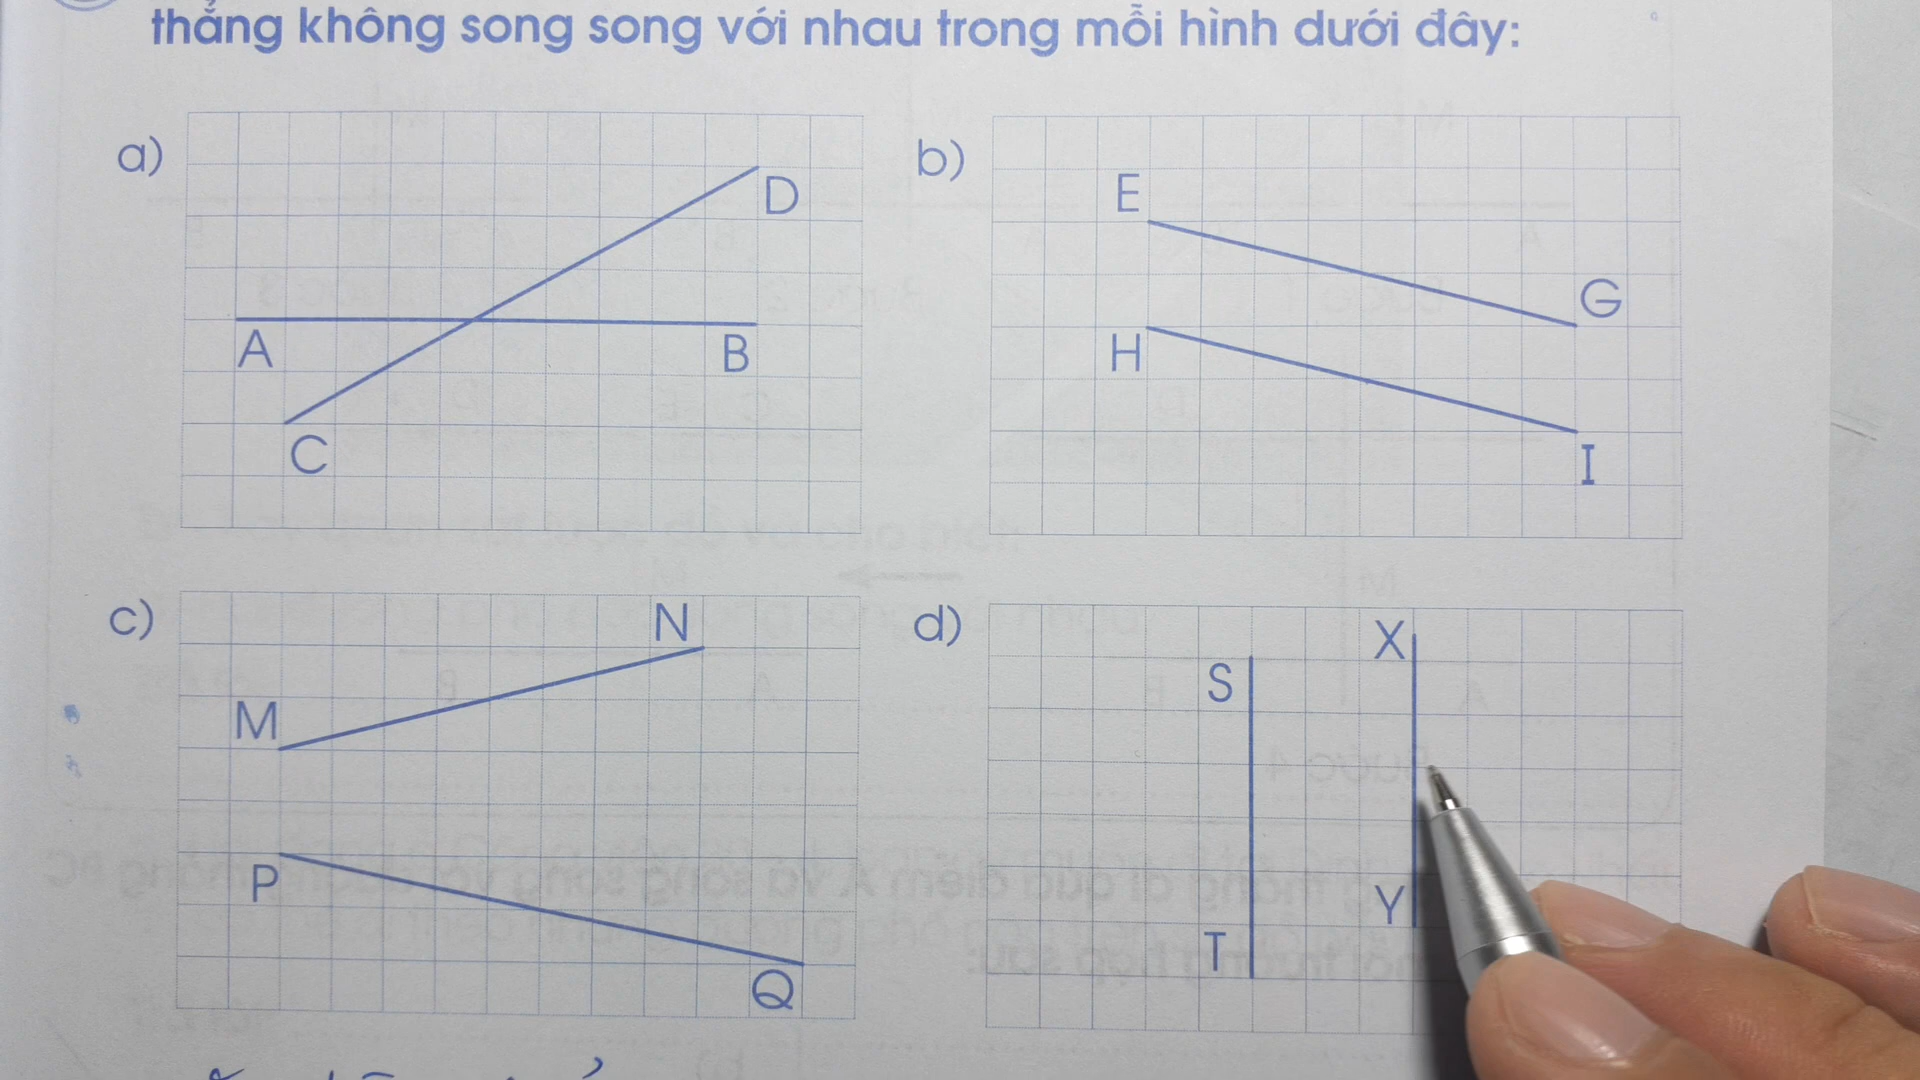 thẳng không song song với nhau trong mỗi hình dưới đây:
a)
D
A
B
C
b)
E
G
H
I
c)
N
M
P
Q
d)
X
S
Y
T